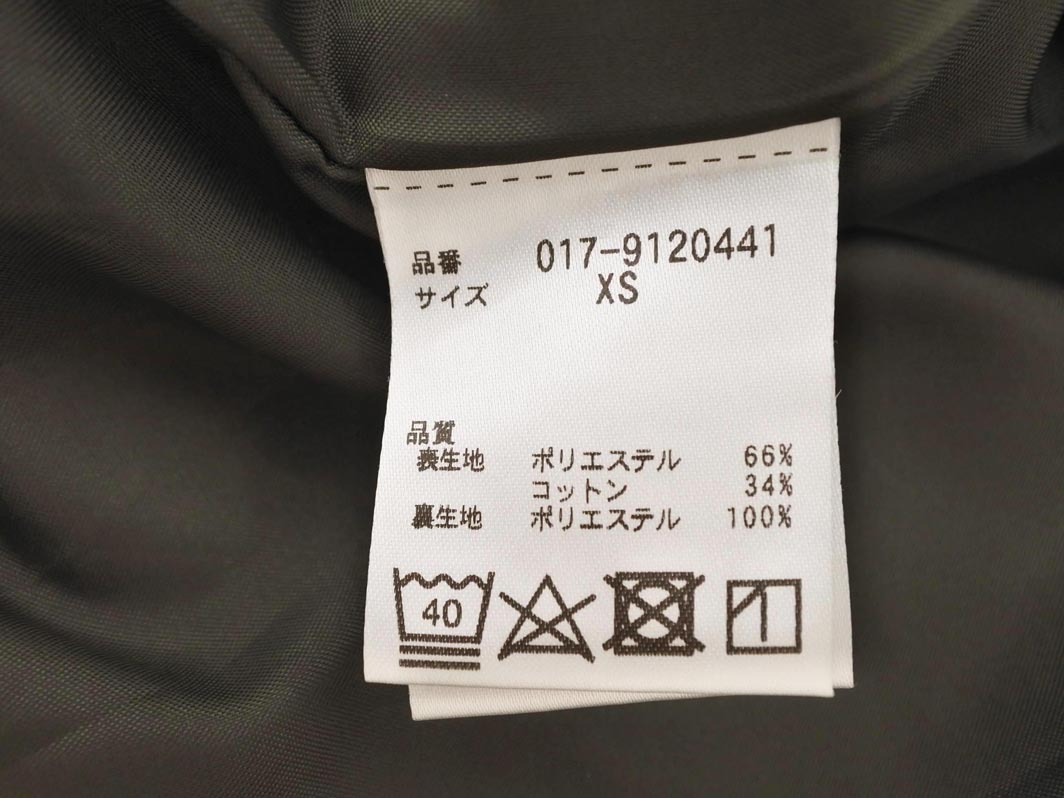 品番 017-9120441
サイズ XS
品質
表生地 ポリエステル 66%
コットン 34%
裏生地 ポリエステル 100%
40